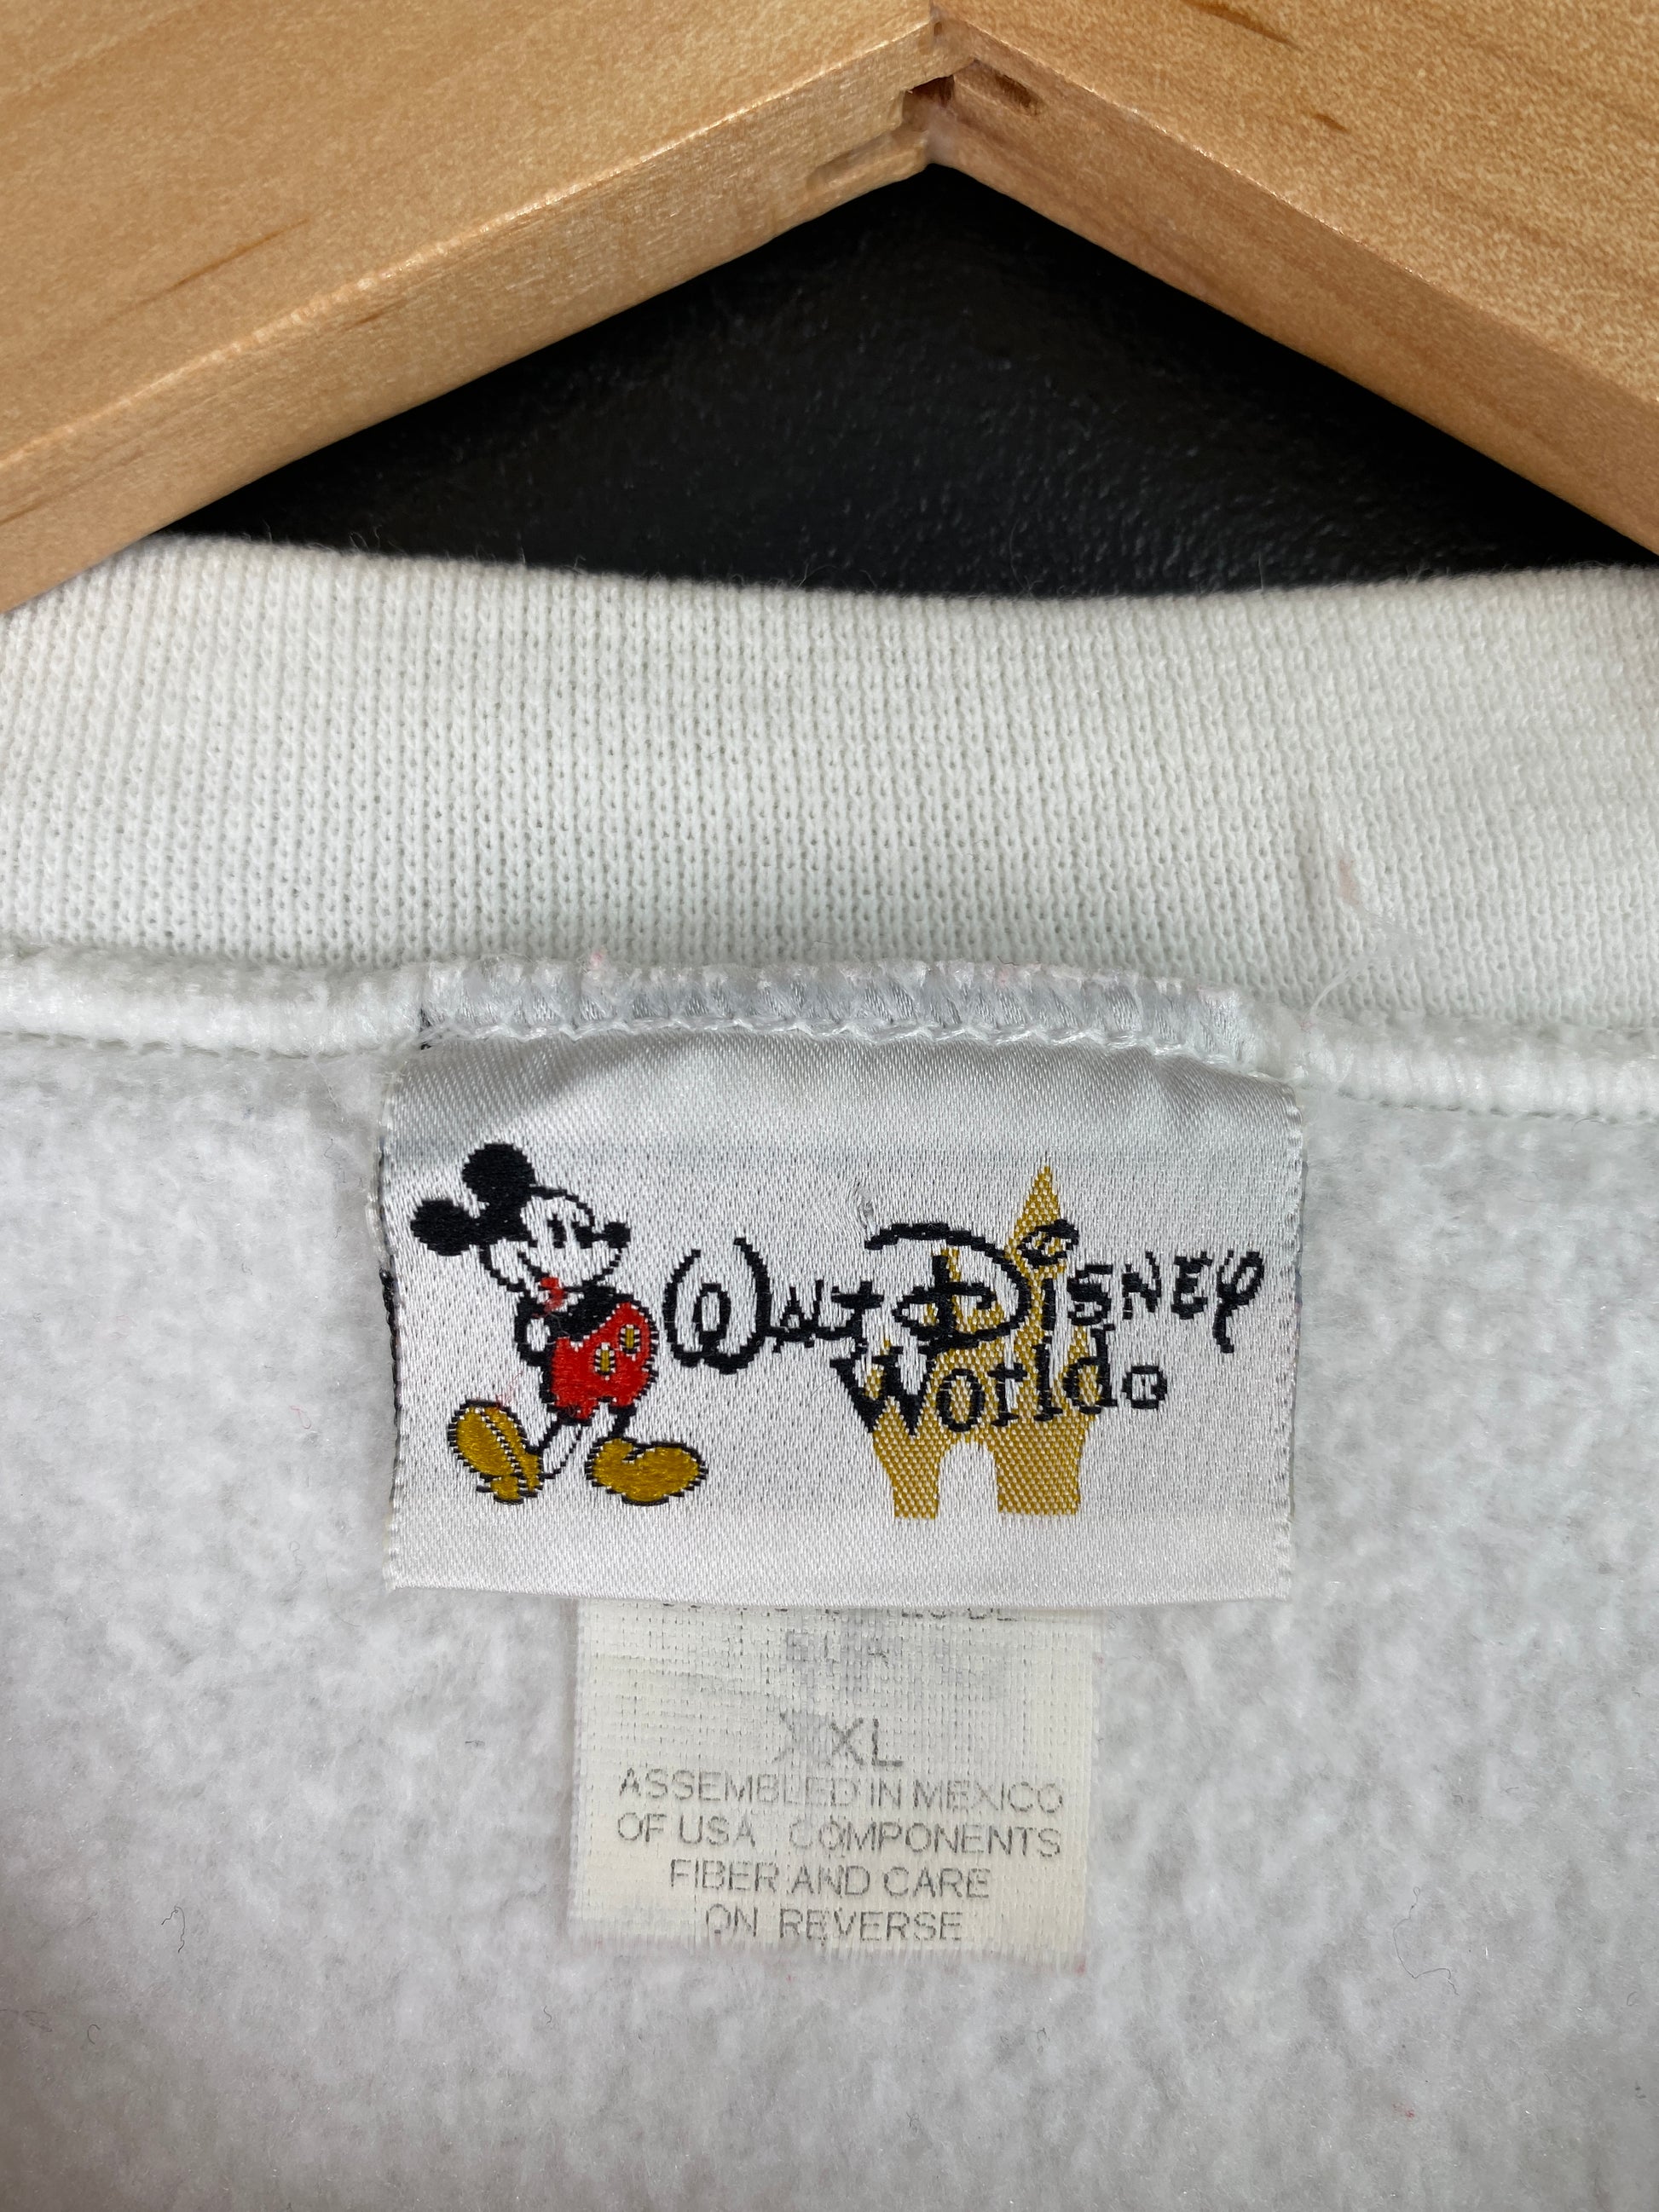 Walt Disney
World®
XXL
ASSEMBLED IN MEXICO
OF USA COMPONENTS
FIBER AND CARE
ON REVERSE